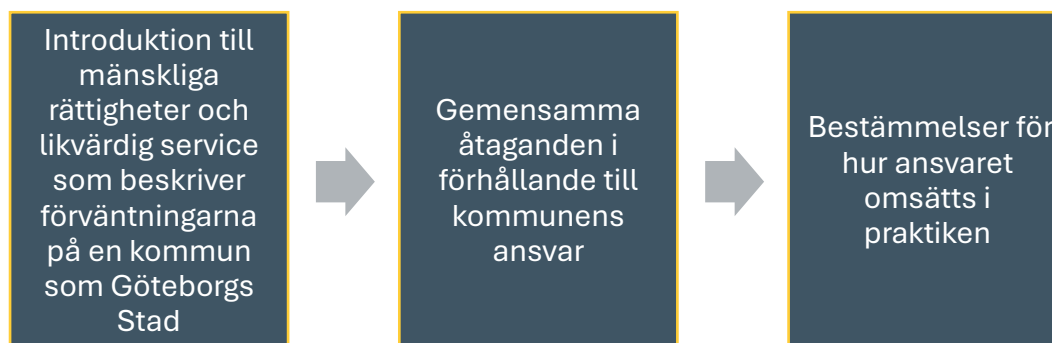 Introduktion till
mänskliga
rättigheter och
likvärdig service
som beskriver
förväntningarna
på en kommun
som Göteborgs
Stad
Gemensamma
åtaganden i
förhållande till
kommunens
ansvar
Bestämmelser för
hur ansvaret
omsätts i
praktiken